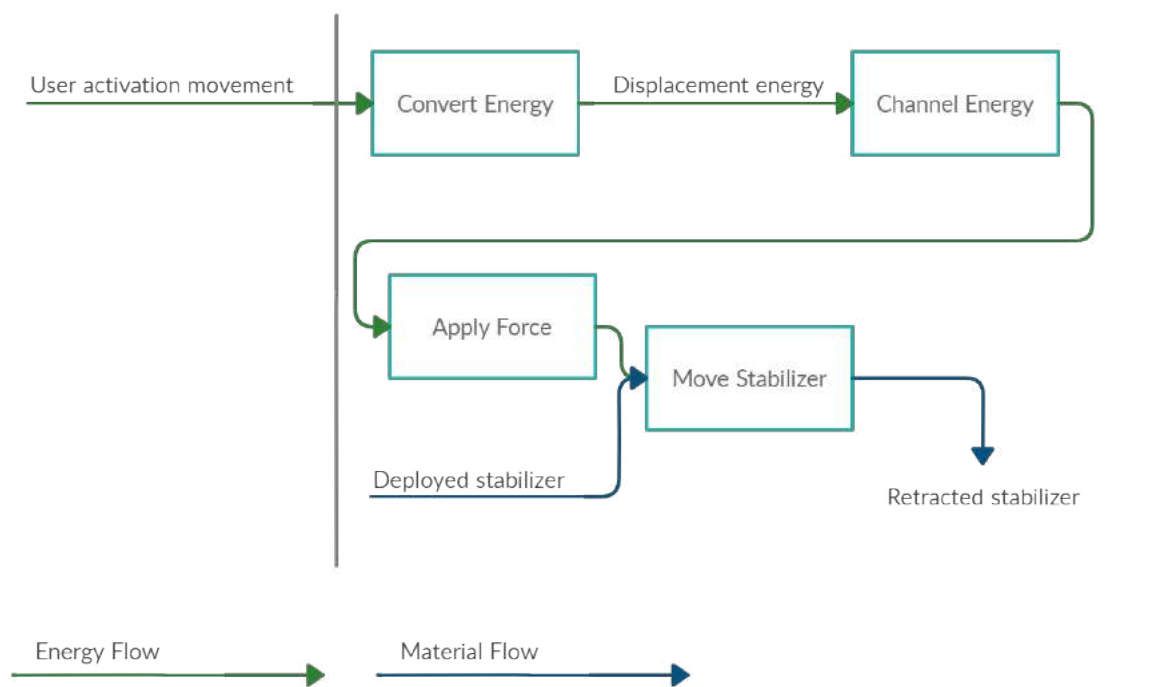 User activation movement
Convert Energy
Displacement energy
Channel Energy
Apply Force
Move Stabilizer
Deployed stabilizer
Retracted stabilizer
Energy Flow
Material Flow